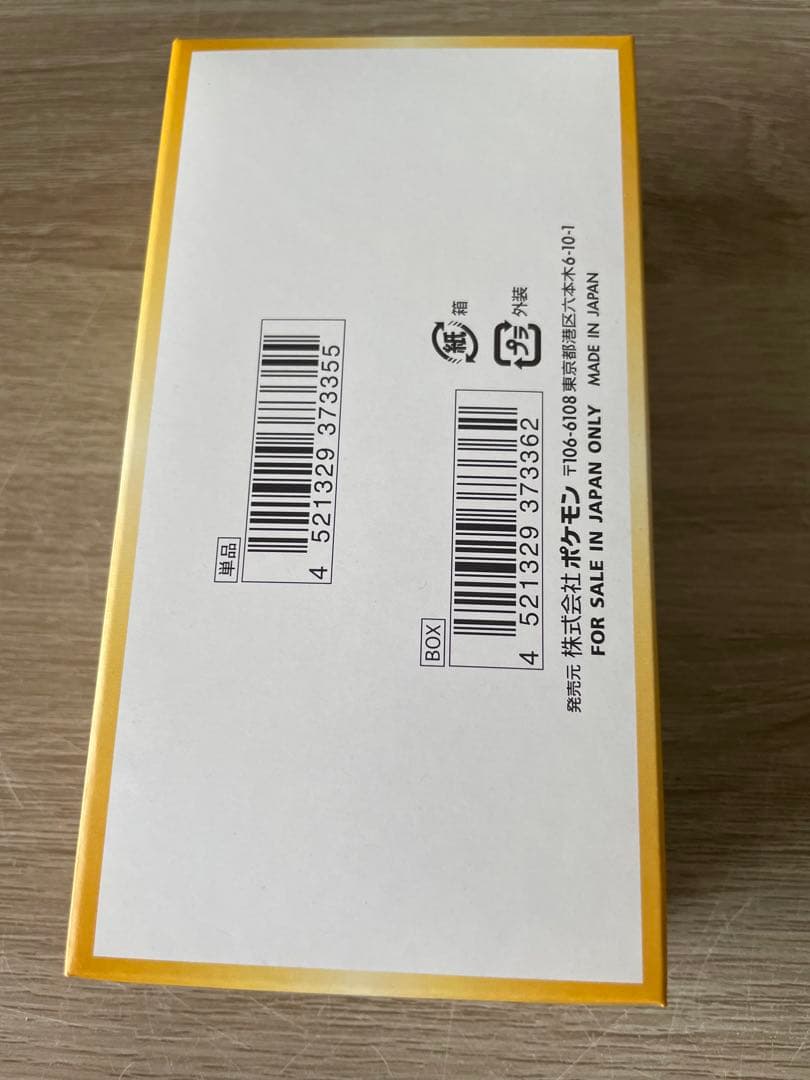 単品
4 521329 373355
BOX
4 521329 373362
紙 箱
プラ 外装
発売元 株式会社 ポケモン 〒106-6108 東京都港区六本木6-10-1
FOR SALE IN JAPAN ONLY MADE IN JAPAN